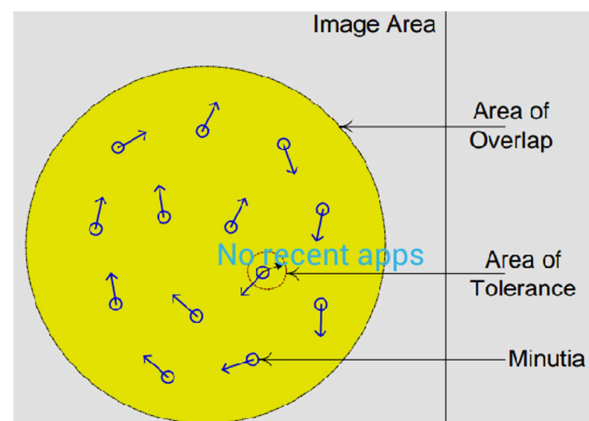 Image Area
Area of
Overlap
No recent apps
Area of
Tolerance
Minutia